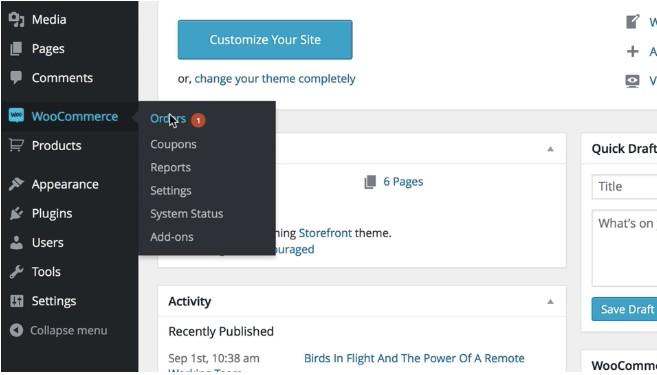 Media
Pages
Comments
WooCommerce
Products
Appearance
Plugins
Users
Tools
Settings
Collapse menu
Orders 1
Coupons
Reports
Settings
System Status
Add-ons
Customize Your Site
or, change your theme completely
6 Pages
Storefront theme.
Activity
Recently Published
Sep 1st, 10:38 am Birds In Flight And The Power Of A Remote
Quick Draft
Title
What's on
Save Draft